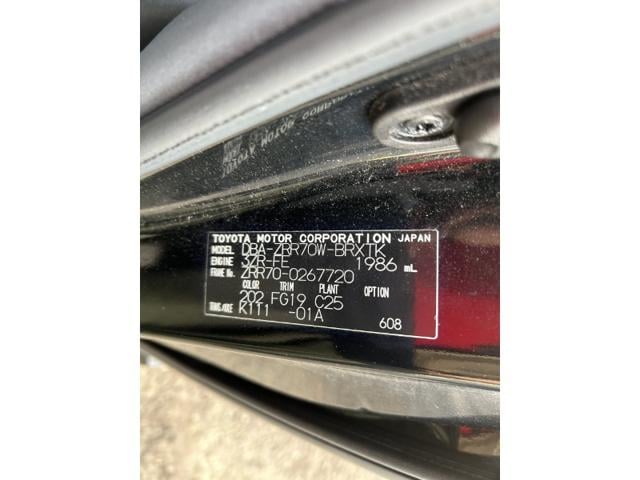 TOYOTA MOTOR CORPORATION JAPAN
MODEL DBA-ZRR70W-BRXTK
ENGINE 3ZR-FE 1986 mL
FRAME No. ZRR70-0267720
COLOR TRIM PLANT OPTION
202 FG19 C25
TRANS./AXLE K111 -01A
608